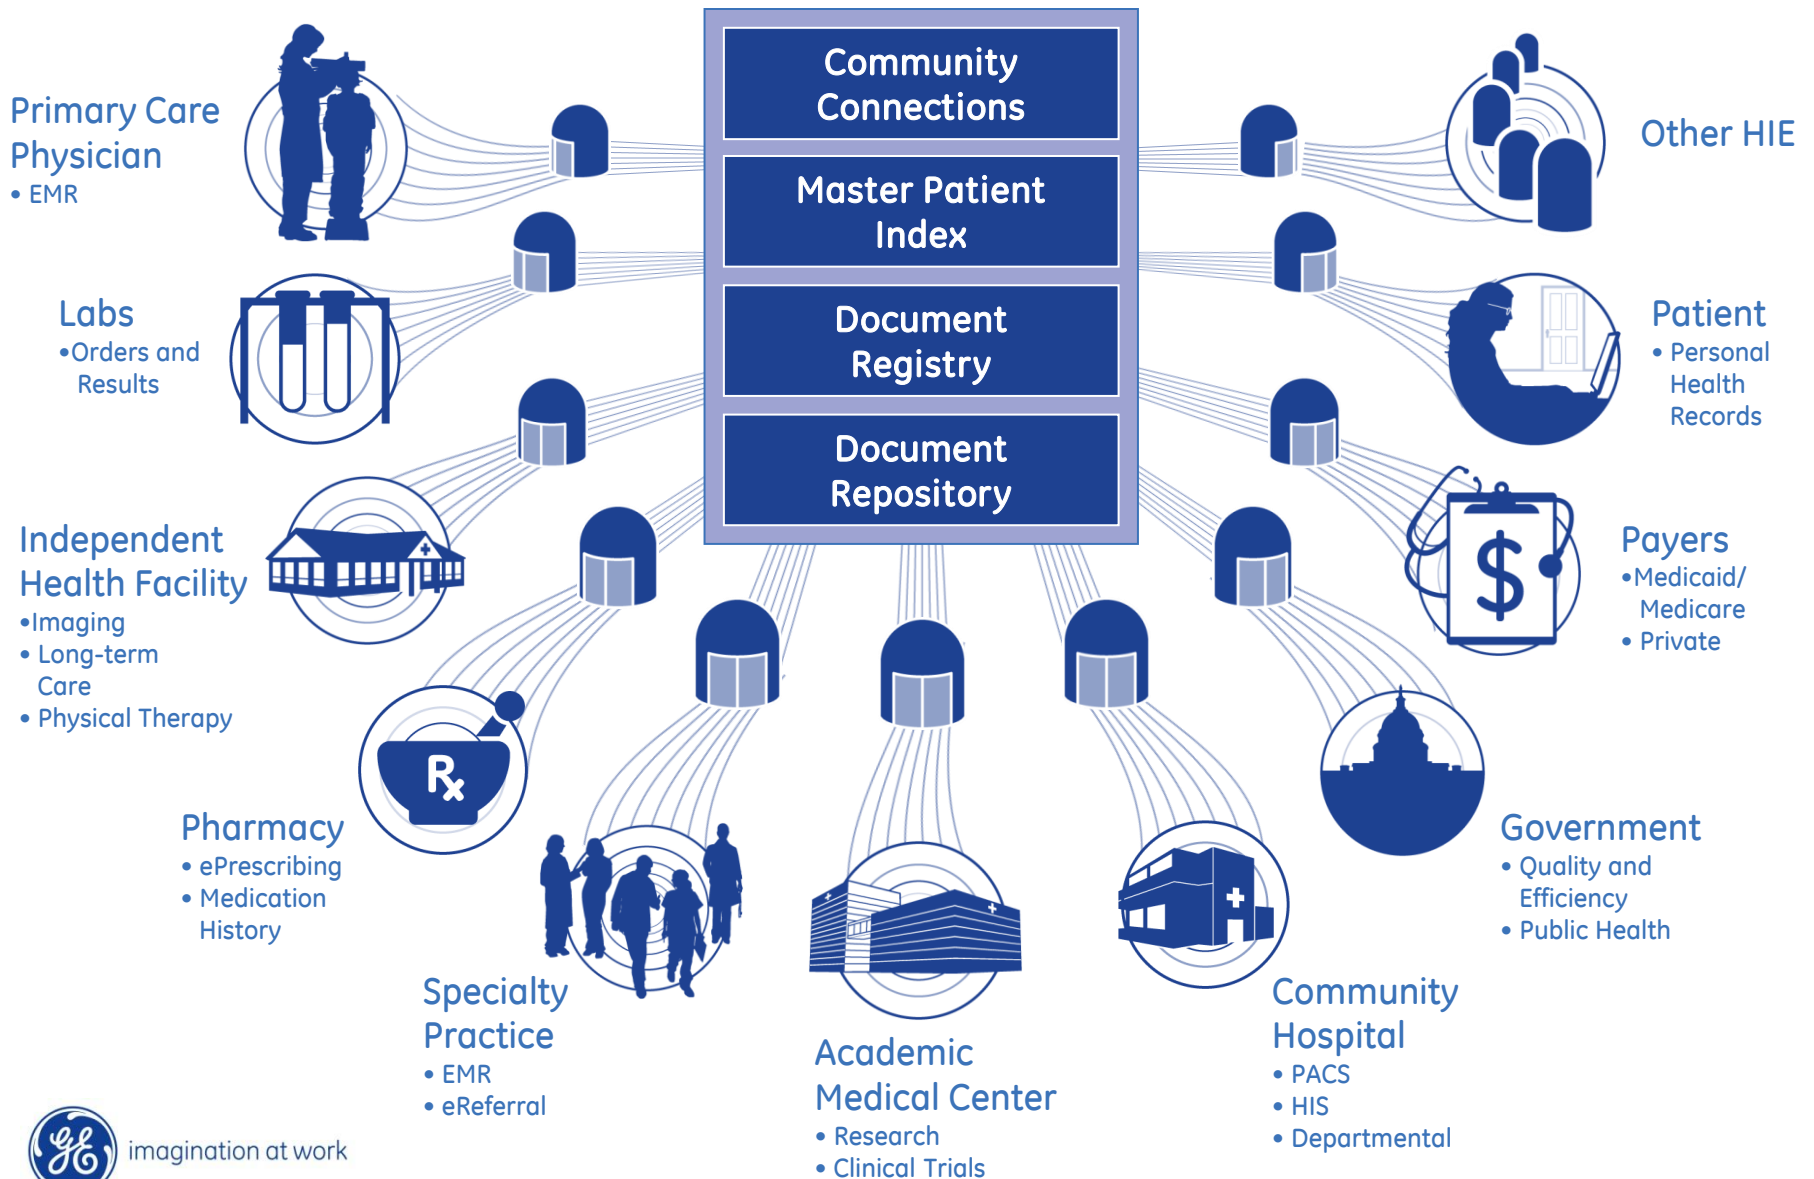 Community
Connections
Master Patient
Index
Document
Registry
Document
Repository
Primary Care
Physician
• EMR
Labs
•Orders and
Results
Independent
Health Facility
•Imaging
• Long-term
Care
• Physical Therapy
Rx
Pharmacy
• ePrescribing
• Medication
History
Specialty
Practice
• EMR
• eReferral
Academic
Medical Center
• Research
• Clinical Trials
Community
Hospital
• PACS
• HIS
• Departmental
Government
• Quality and
Efficiency
• Public Health
$
Payers
•Medicaid/
Medicare
• Private
Patient
• Personal
Health
Records
Other HIE
GE
imagination at work